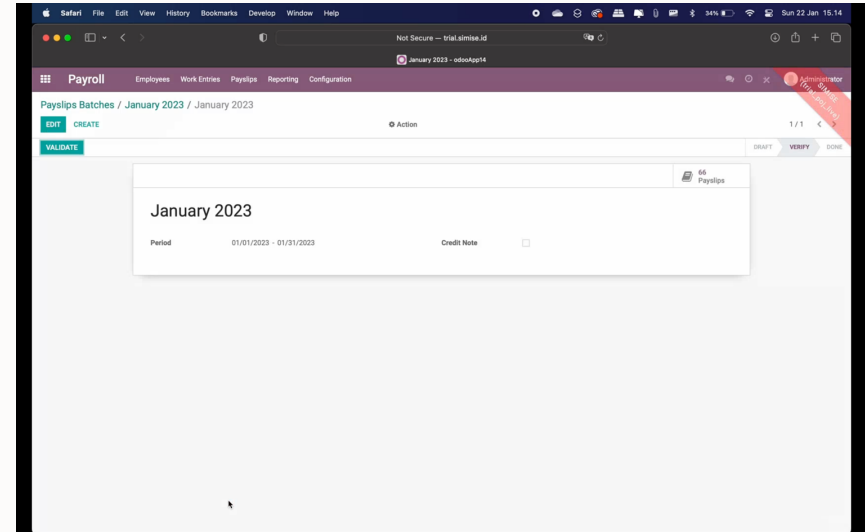 Safari File Edit View History Bookmarks Develop Window Help 34% Sun 22 Jan 15.14
Not Secure — trial.simise.id
January 2023 - odooApp14
Payroll Employees Work Entries Payslips Reporting Configuration Administrator
SIMISE
Payslips Batches / January 2023 / January 2023
EDIT CREATE Action 1 / 1
VALIDATE DRAFT VERIFY DONE
66
Payslips
January 2023
Period 01/01/2023 - 01/31/2023 Credit Note